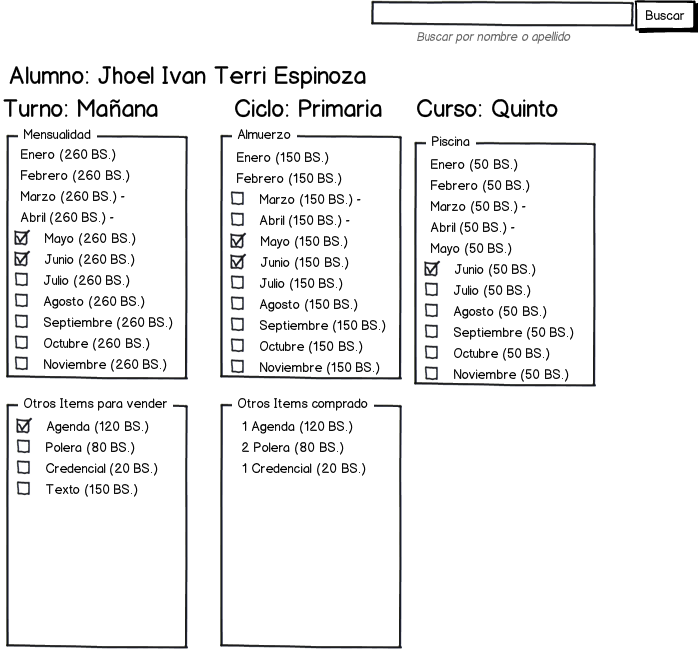 Buscar
Buscar por nombre o apellido
Alumno: Jhoel Ivan Terri Espinoza
Turno: Mañana
Ciclo: Primaria
Curso: Quinto
Mensualidad
Enero (260 BS.)
Febrero (260 BS.)
Marzo (260 BS.) -
Abril (260 BS.) -
Mayo (260 BS.)
Junio (260 BS.)
Julio (260 BS.)
Agosto (260 BS.)
Septiembre (260 BS.)
Octubre (260 BS.)
Noviembre (260 BS.)
Almuerzo
Enero (150 BS.)
Febrero (150 BS.)
Marzo (150 BS.) -
Abril (150 BS.) -
Mayo (150 BS.)
Junio (150 BS.)
Julio (150 BS.)
Agosto (150 BS.)
Septiembre (150 BS.)
Octubre (150 BS.)
Noviembre (150 BS.)
Piscina
Enero (50 BS.)
Febrero (50 BS.)
Marzo (50 BS.) -
Abril (50 BS.) -
Mayo (50 BS.)
Junio (50 BS.)
Julio (50 BS.)
Agosto (50 BS.)
Septiembre (50 BS.)
Octubre (50 BS.)
Noviembre (50 BS.)
Otros Items para vender
Agenda (120 BS.)
Polera (80 BS.)
Credencial (20 BS.)
Texto (150 BS.)
Otros Items comprado
1 Agenda (120 BS.)
2 Polera (80 BS.)
1 Credencial (20 BS.)